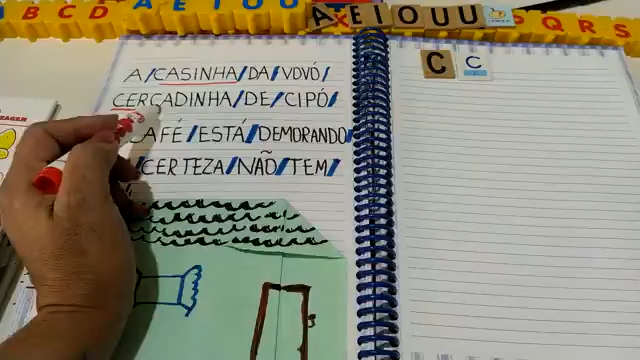 B C D A E I O U A X E I O U U Q R S
A/CASINHA/DA/VOVÓ/
CERCADINHA/DE/CIPÓ/
CAFÉ/ESTÁ/DEMORANDO/
/CERTEZA/NÃO/TEM/
C C